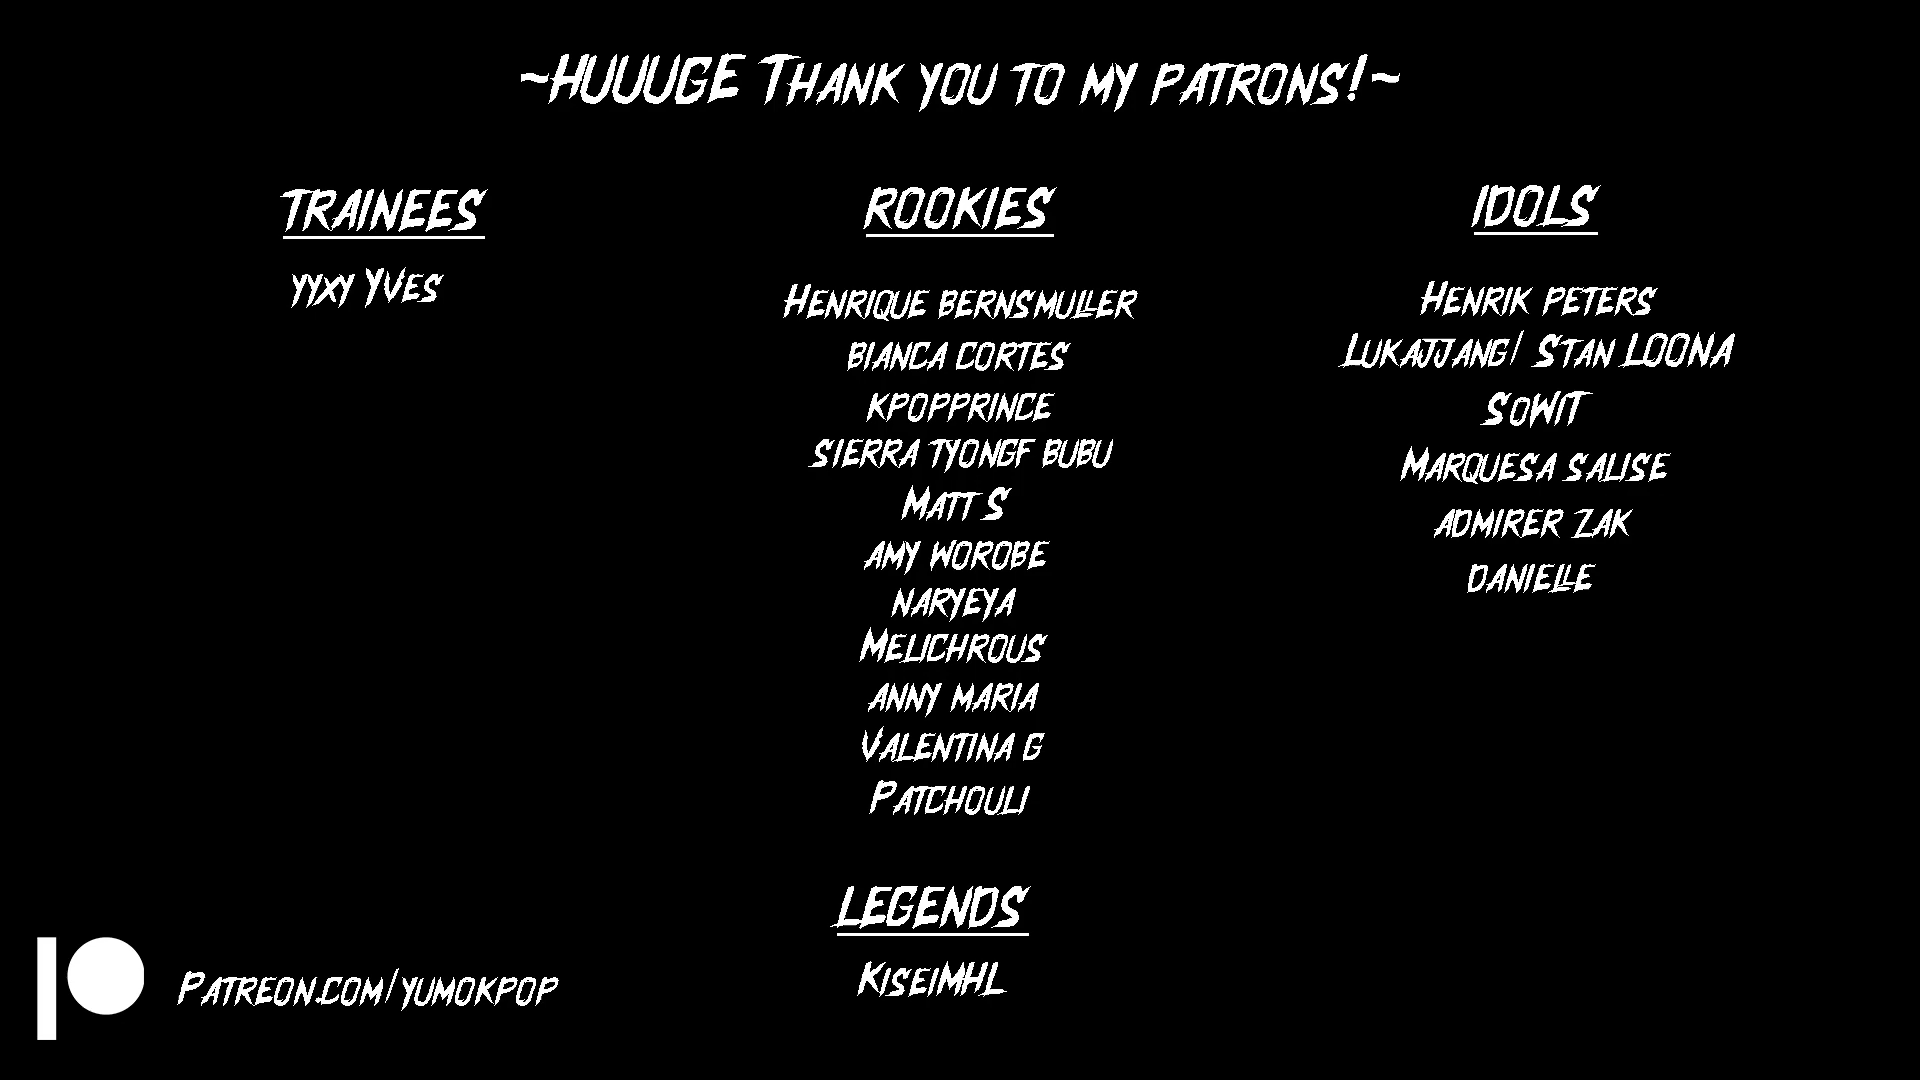 ~HUUUGE Thank you to my patrons!~
TRAINEES
yyxy YVes
ROOKIES
Henrique bernsmuller
bianca cortes
kpopprince
sierra tyongf bubu
Matt S
amy worobe
naryeya
Melichrous
anny maria
Valentina g
Patchouli
IDOLS
Henrik peters
Lukajjang/ Stan LOONA
SoWiT
Marquesa salise
admirer Zak
danielle
LEGENDS
KiseiMHL
Patreon.com/yumokpop